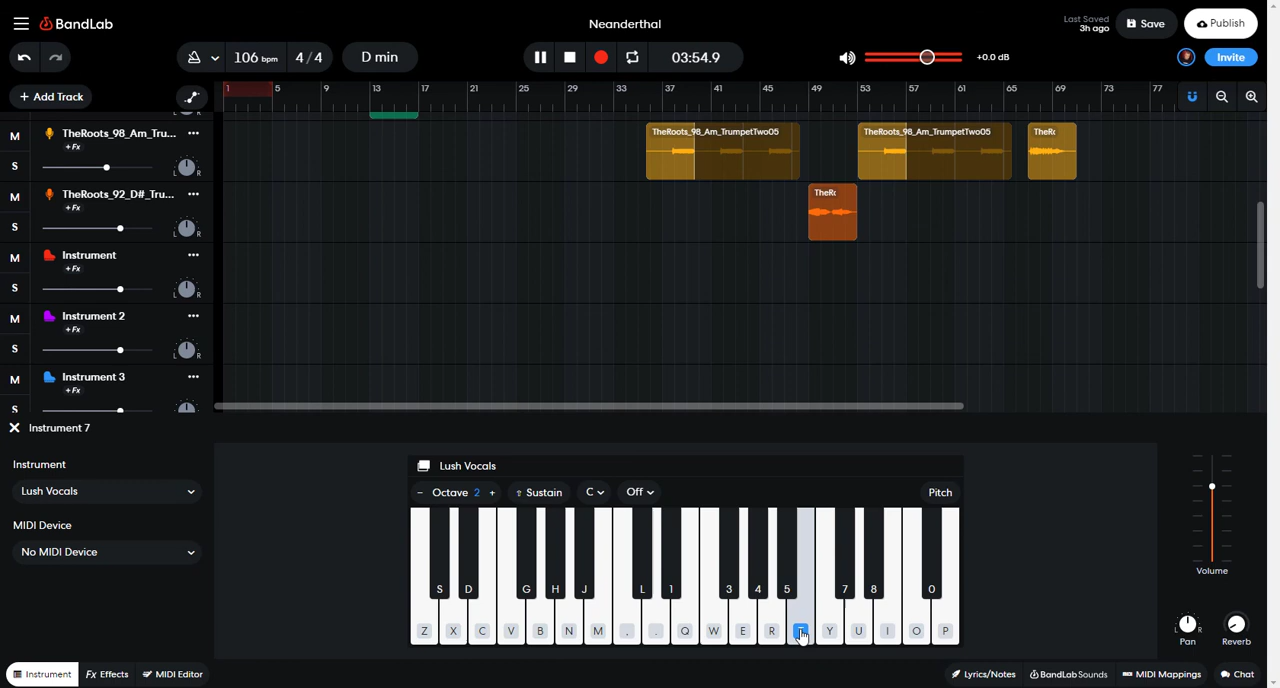 BandLab
Neanderthal
Last Saved
3h ago
Save
Publish
106 bpm
4/4
D min
03:54.9
+0.0 dB
Invite
+ Add Track
1 5 9 13 17 21 25 29 33 37 41 45 49 53 57 61 65 69 73 77
M TheRoots_98_Am_Tru... •••
+Fx
S L R
TheRoots_98_Am_TrumpetTwo05
TheRoots_98_Am_TrumpetTwo05
TheRo
M TheRoots_92_D#_Tru... •••
+Fx
S L R
TheRo
M Instrument •••
+Fx
S L R
M Instrument 2 •••
+Fx
S L R
M Instrument 3 •••
+Fx
S
Instrument 7
Instrument
Lush Vocals
MIDI Device
No MIDI Device
Lush Vocals
− Octave 2 + ⇧ Sustain C Off Pitch
S D G H J L 1 3 4 5 7 8 0
Z X C V B N M , . Q W E R T Y U I O P
Volume
L R
Pan
Reverb
Instrument
Fx Effects
MIDI Editor
Lyrics/Notes
BandLab Sounds
MIDI Mappings
Chat